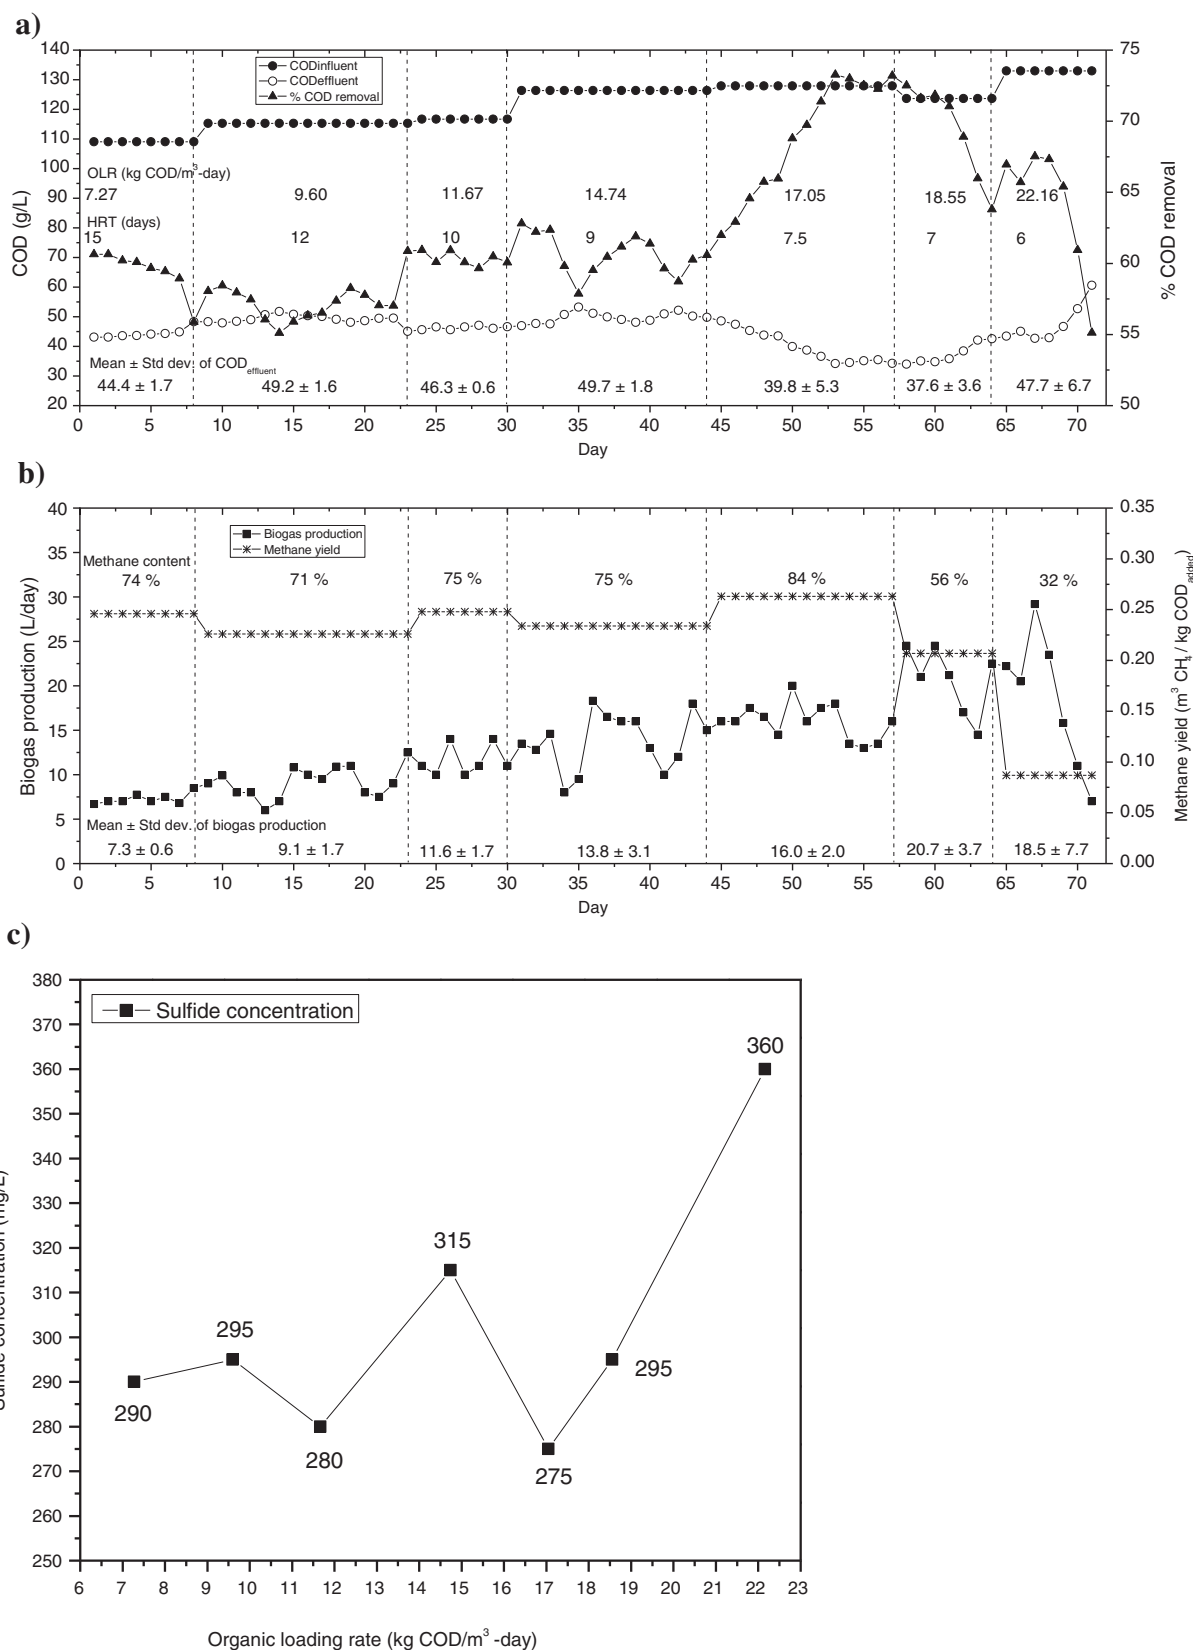 a)
140
130
120
110
100
90
80
70
60
50
40
30
20
COD (g/L)
CODinfluent
CODeffluent
% COD removal
OLR (kg COD/m³-day)
7.27 9.60 11.67 14.74 17.05 18.55 22.16
HRT (days)
15 12 10 9 7.5 7 6
Mean ± Std dev. of COD effluent
44.4 ± 1.7 49.2 ± 1.6 46.3 ± 0.6 49.7 ± 1.8 39.8 ± 5.3 37.6 ± 3.6 47.7 ± 6.7
75
70
65
60
55
50
% COD removal
0 5 10 15 20 25 30 35 40 45 50 55 60 65 70
Day
b)
40
35
30
25
20
15
10
5
0
Biogas production (L/day)
Biogas production
Methane yield
Methane content
74 % 71 % 75 % 75 % 84 % 56 % 32 %
Mean ± Std dev. of biogas production
7.3 ± 0.6 9.1 ± 1.7 11.6 ± 1.7 13.8 ± 3.1 16.0 ± 2.0 20.7 ± 3.7 18.5 ± 7.7
0.35
0.30
0.25
0.20
0.15
0.10
0.05
0.00
Methane yield (m³ CH₄ / kg COD added)
0 5 10 15 20 25 30 35 40 45 50 55 60 65 70
Day
c)
380
370
360
350
340
330
320
310
300
290
280
270
260
250
concentration (mg/L)
Sulfide concentration
290
295
280
315
275
295
360
6 7 8 9 10 11 12 13 14 15 16 17 18 19 20 21 22 23
Organic loading rate (kg COD/m³ -day)